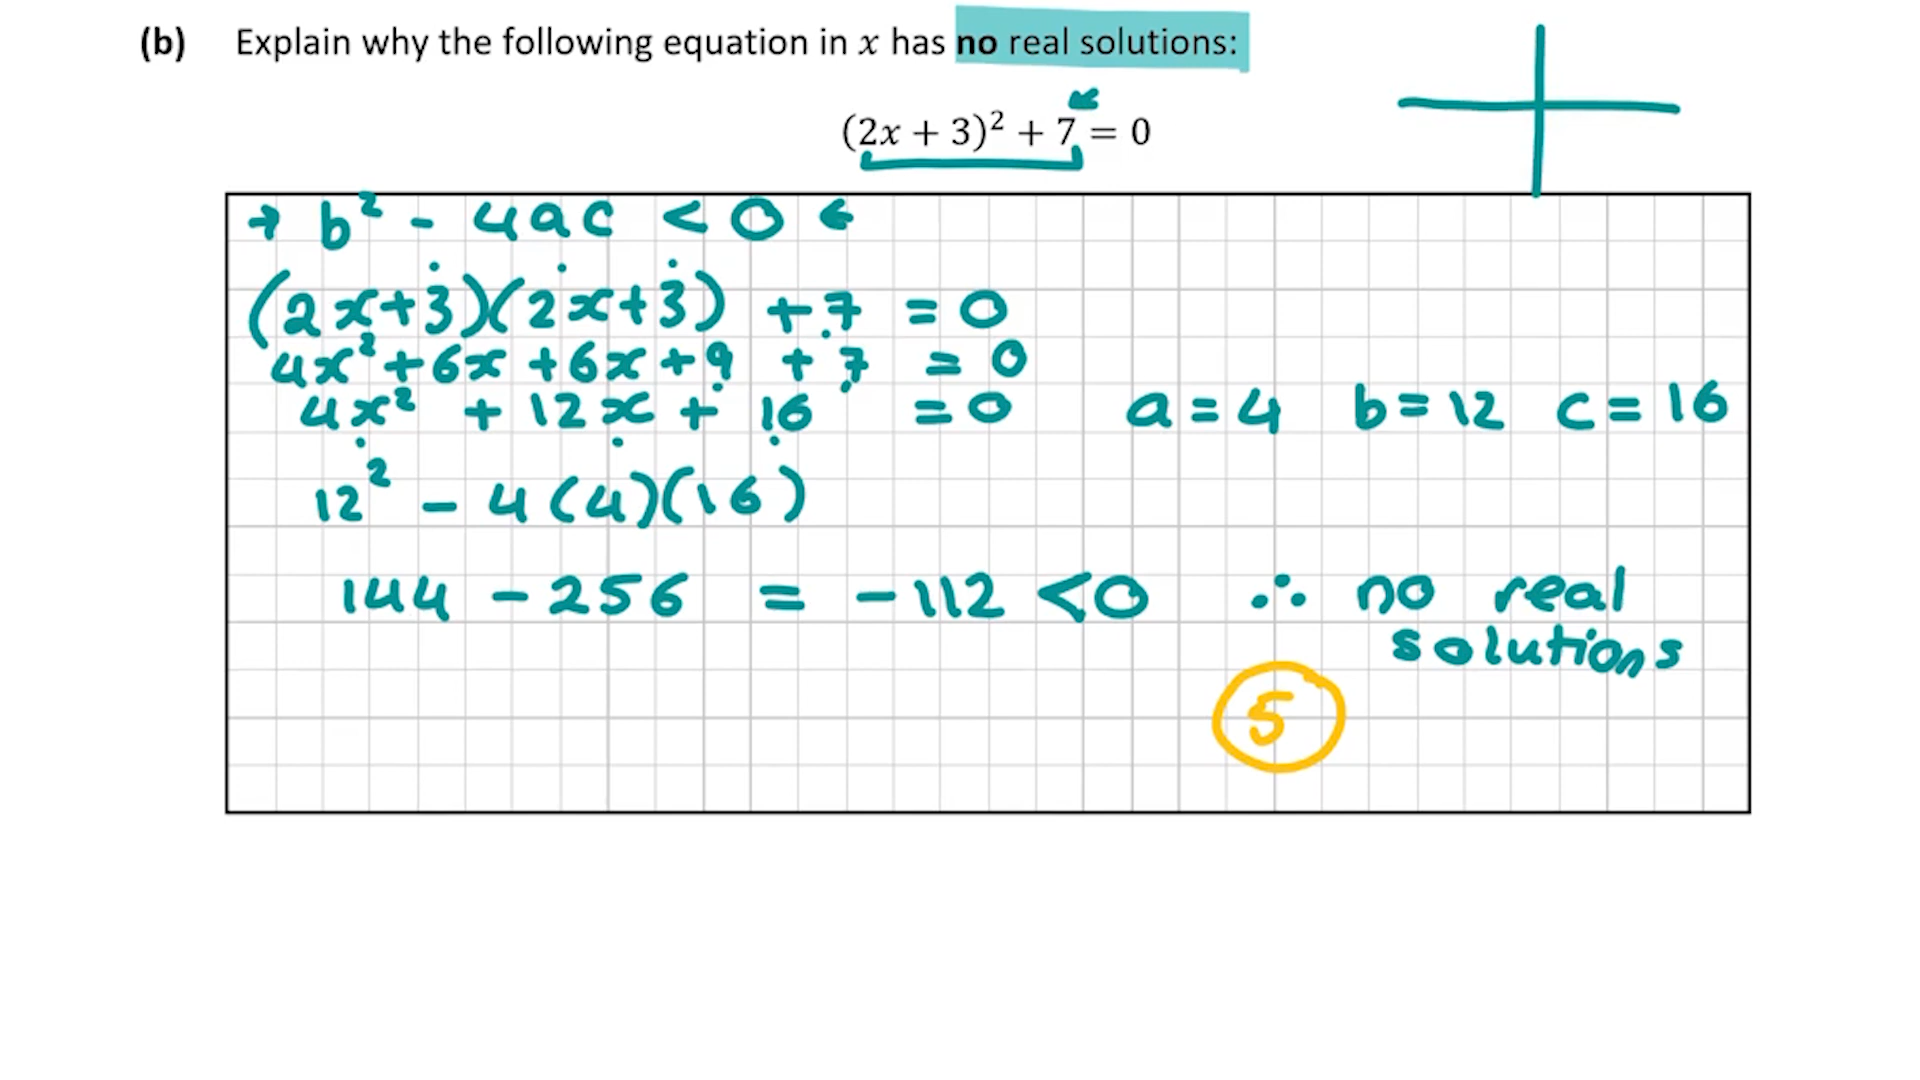 (b) Explain why the following equation in x has no real solutions:
(2x + 3)² + 7 = 0
→ b² - 4ac < 0 ←
(2x+3)(2x+3) + 7 = 0
4x² + 6x + 6x + 9 + 7 = 0
4x² + 12x + 16 = 0 a = 4 b = 12 c = 16
12² - 4(4)(16)
144 - 256 = -112 < 0 ∴ no real
solutions
5